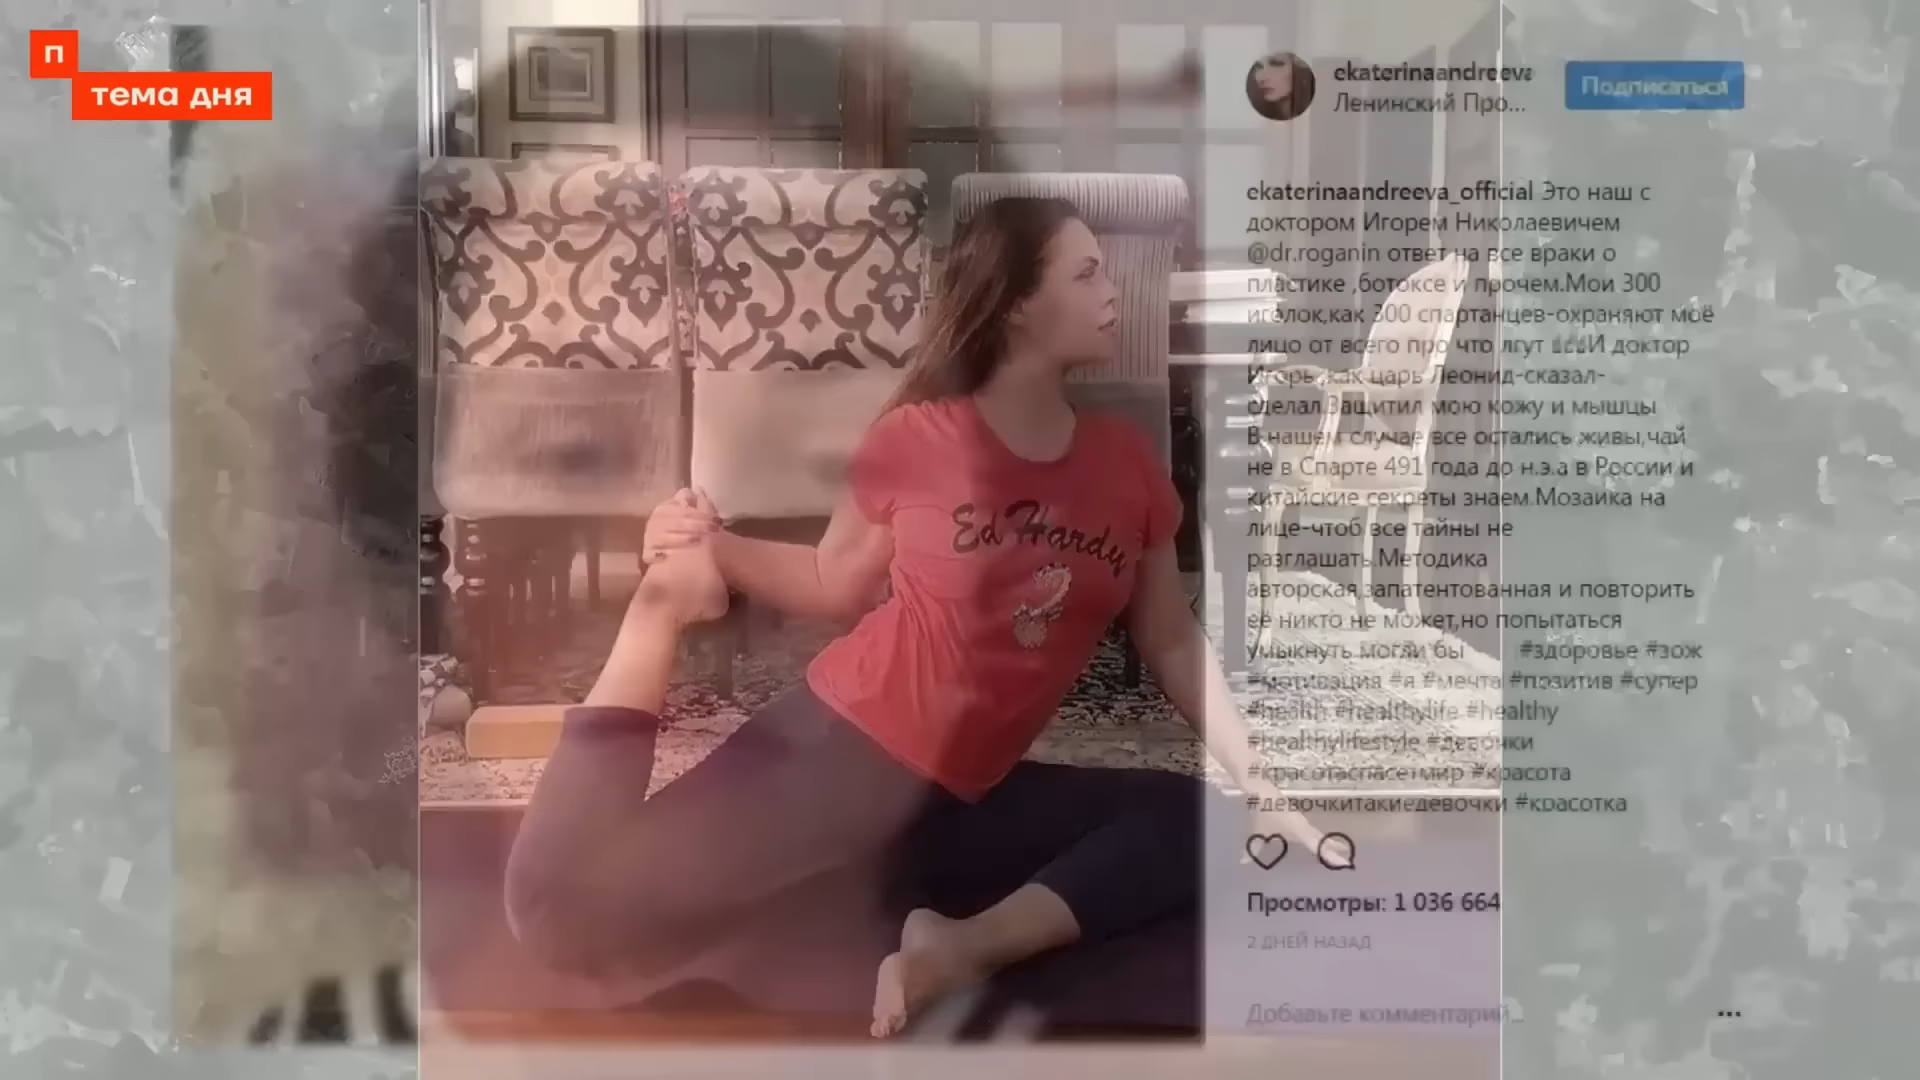 п
тема дня
ekaterinaandreeva
Ленинский Про...
Подписаться
ekaterinaandreeva_official Это наш с
доктором Игорем Николаевичем
@dr.roganin ответ на все враки о
пластике ,ботоксе и прочем.Мои 300
иголок,как 300 спартанцев-охраняют моё
лицо от всего про что лгут И доктор
Игорь,как царь Леонид-сказал-
сделал.Защитил мою кожу и мышцы
В нашем случае все остались живы,чай
не в Спарте 491 года до н.э.а в России и
китайские секреты знаем.Мозаика на
лице-чтоб все тайны не
разглашать.Методика
авторская,запатентованная и повторить
её никто не может,но попытаться
умыкнуть могли бы #здоровье #зож
#мотивация #я #мечта #позитив #супер
#health #healthylife #healthy
#healthylifestyle #девочки
#красотаспасетмир #красота
#девочкитакиедевочки #красотка
Просмотры: 1 036 664
2 ДНЕЙ НАЗАД
Добавьте комментарий...
Ed Hardy